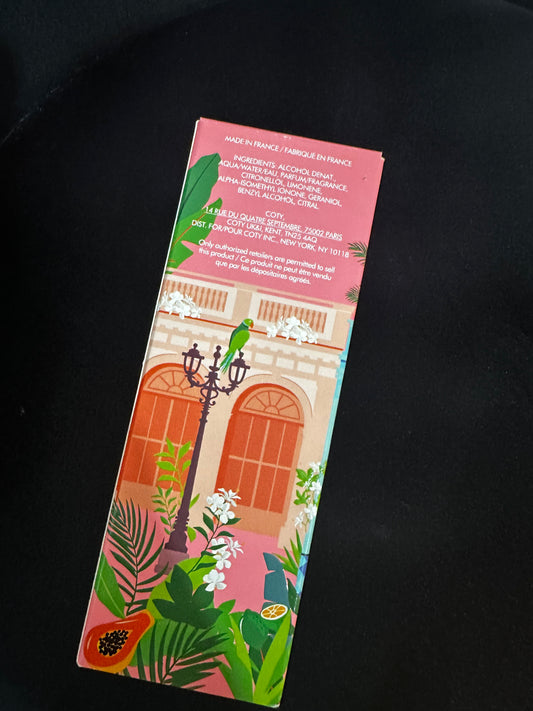 MADE IN FRANCE / FABRIQUE EN FRANCE
INGREDIENTS: ALCOHOL DENAT.,
AQUA/WATER/EAU, PARFUM/FRAGRANCE,
CITRONELLOL, LIMONENE,
ALPHA-ISOMETHYL IONONE, GERANIOL,
BENZYL ALCOHOL, CITRAL.
COTY,
14 RUE DU QUATRE SEPTEMBRE, 75002 PARIS
COTY UK&I, KENT, TN25 4AQ
DIST. FOR/POUR COTY INC., NEW YORK, NY 10118
Only authorized retailers are permitted to sell
this product / Ce produit ne peut être vendu
que par les dépositaires agréés.